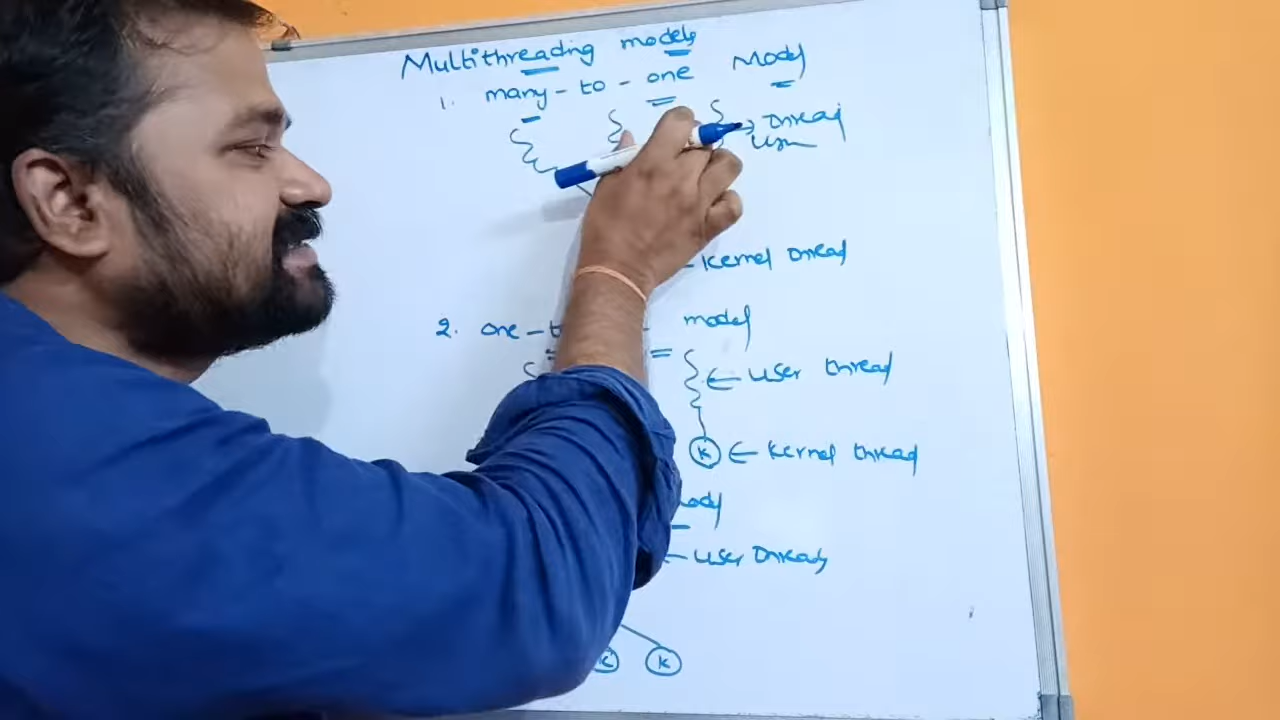 Multithreading models
1. many - to - one Model
thread
User
kernel thread
2. one - model
user thread
K
kernel thread
user threads
K
K